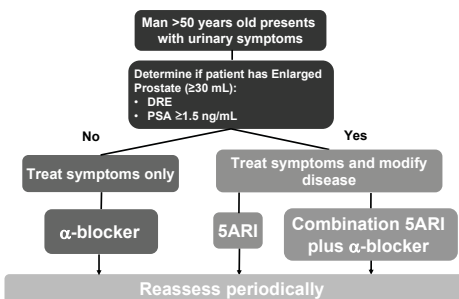 Man >50 years old presents
with urinary symptoms
Determine if patient has Enlarged
Prostate (≥30 mL):
• DRE
• PSA ≥1.5 ng/mL
No
Yes
Treat symptoms only
Treat symptoms and modify
disease
α-blocker
5ARI
Combination 5ARI
plus α-blocker
Reassess periodically